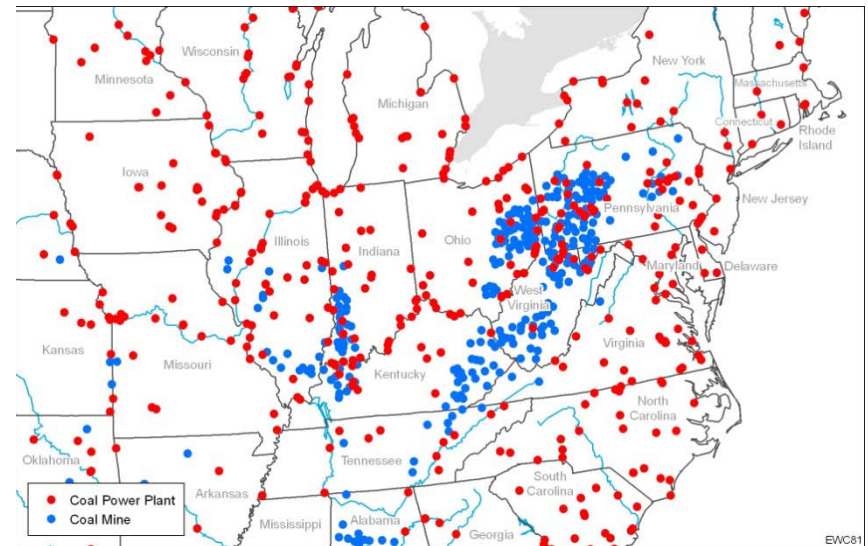 Wisconsin
Minnesota
Michigan
New York
Massachusetts
Connecticut
Rhode
Island
Iowa
Illinois
Indiana
Ohio
Pennsylvania
New Jersey
Maryland
Delaware
West
Virginia
Kansas
Missouri
Kentucky
Virginia
North
Carolina
Oklahoma
Arkansas
Tennessee
South
Carolina
Mississippi
Alabama
Georgia
Coal Power Plant
Coal Mine
EWC81